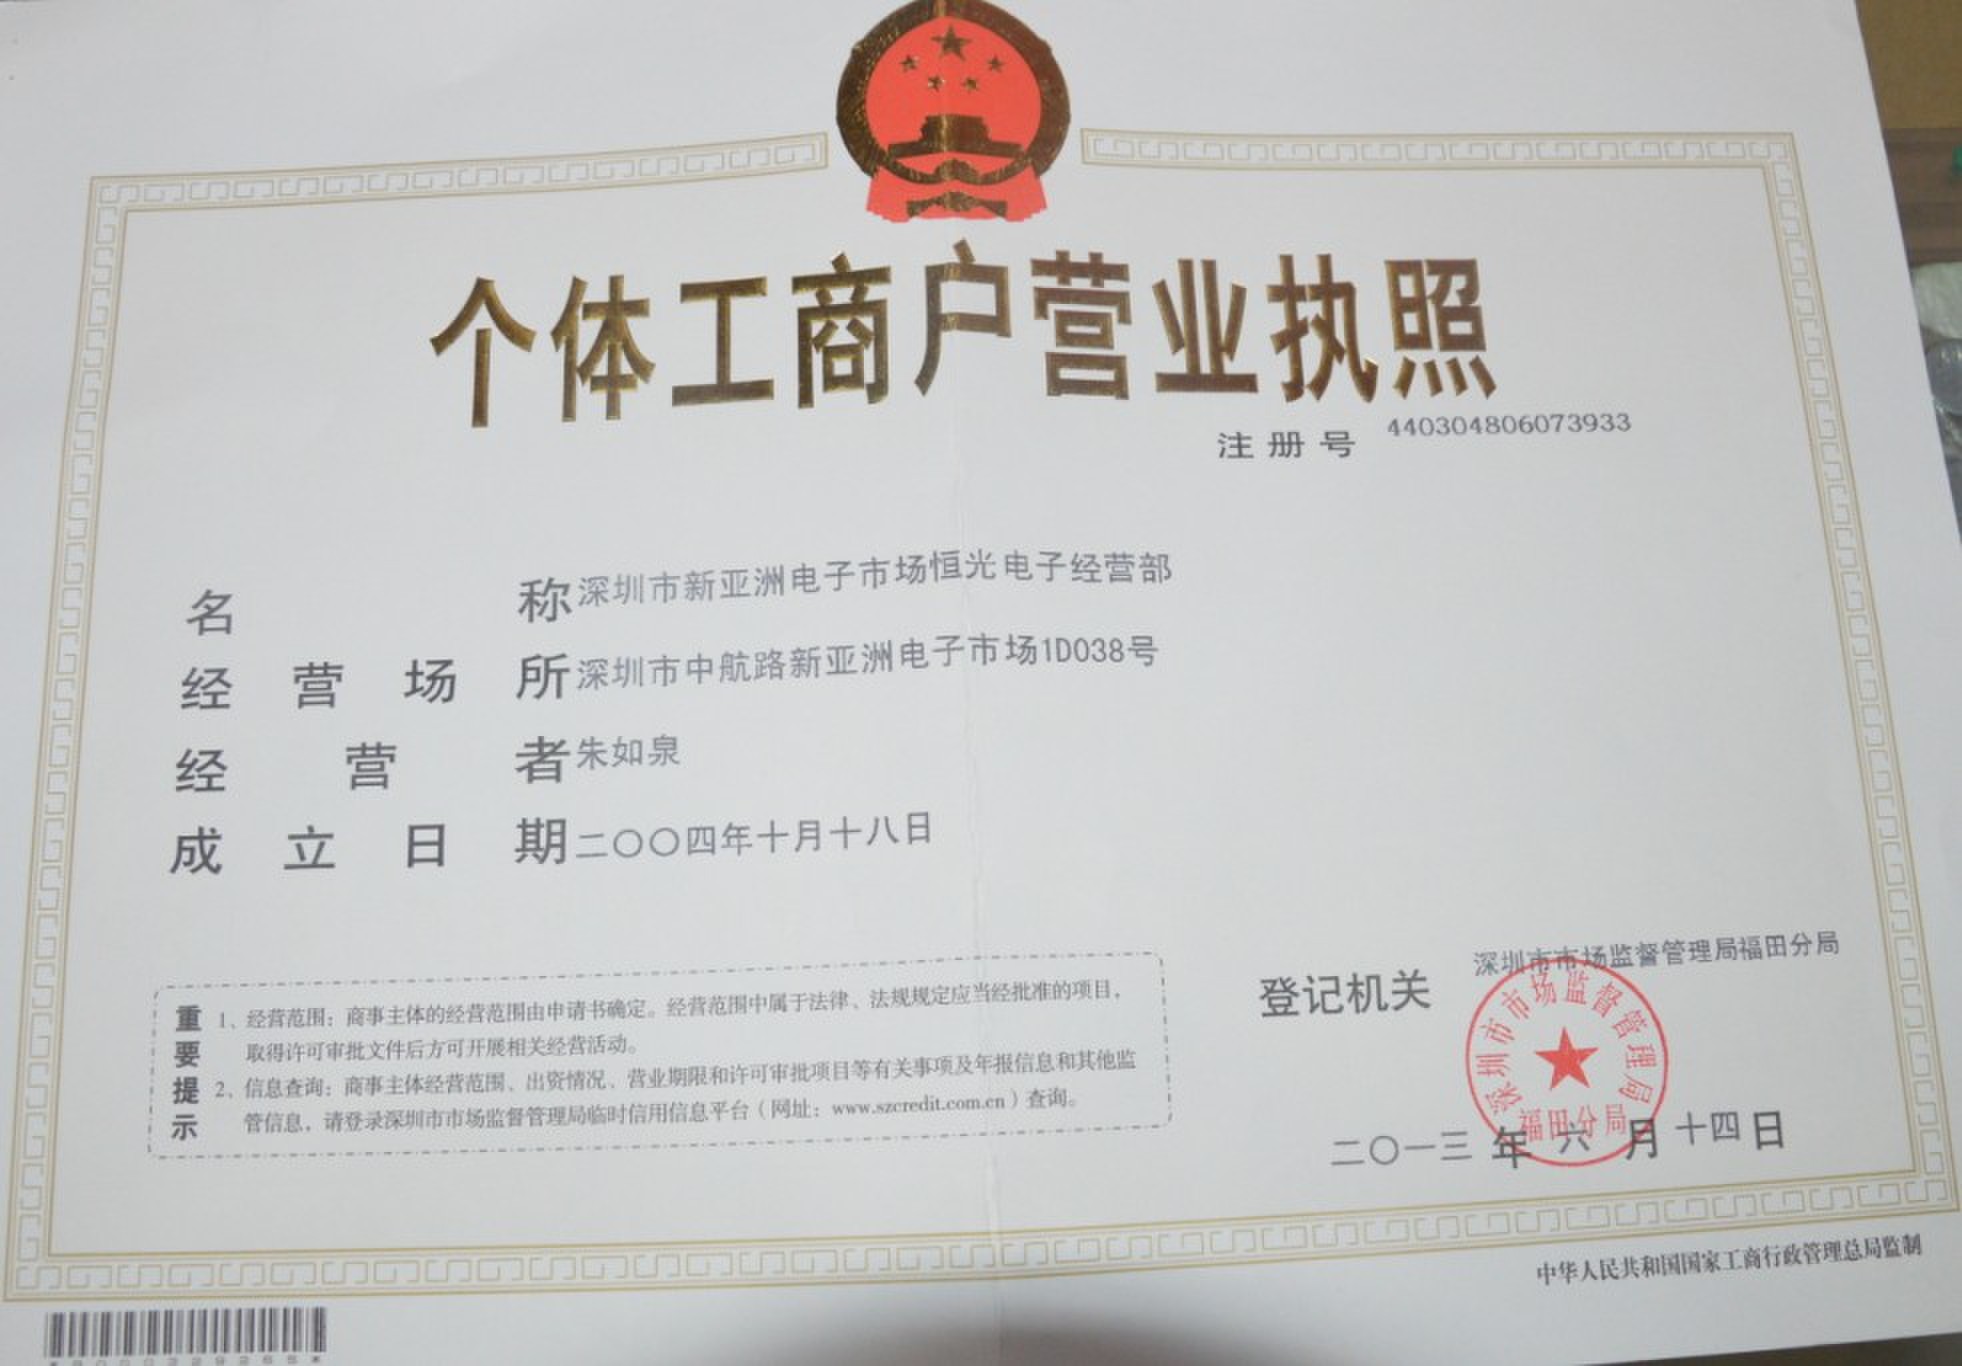 个体工商户营业执照
注册号 440304806073933
名称 深圳市新亚洲电子市场恒光电子经营部
经营场所 深圳市中航路新亚洲电子市场1D038号
经营者 朱如泉
成立日期 二〇〇四年十月十八日
重要提示
1、经营范围：商事主体的经营范围由申请书确定。经营范围中属于法律、法规规定应当经批准的项目，
取得许可审批文件后方可开展相关经营活动。
2、信息查询：商事主体经营范围、出资情况、营业期限和许可审批项目等有关事项及年报信息和其他监
管信息，请登录深圳市市场监督管理局临时信用信息平台（网址：www.szcredit.com.cn）查询。
登记机关 深圳市市场监督管理局福田分局
深圳市市场监督管理局
福田分局
二〇一三年六月十四日
中华人民共和国国家工商行政管理总局监制